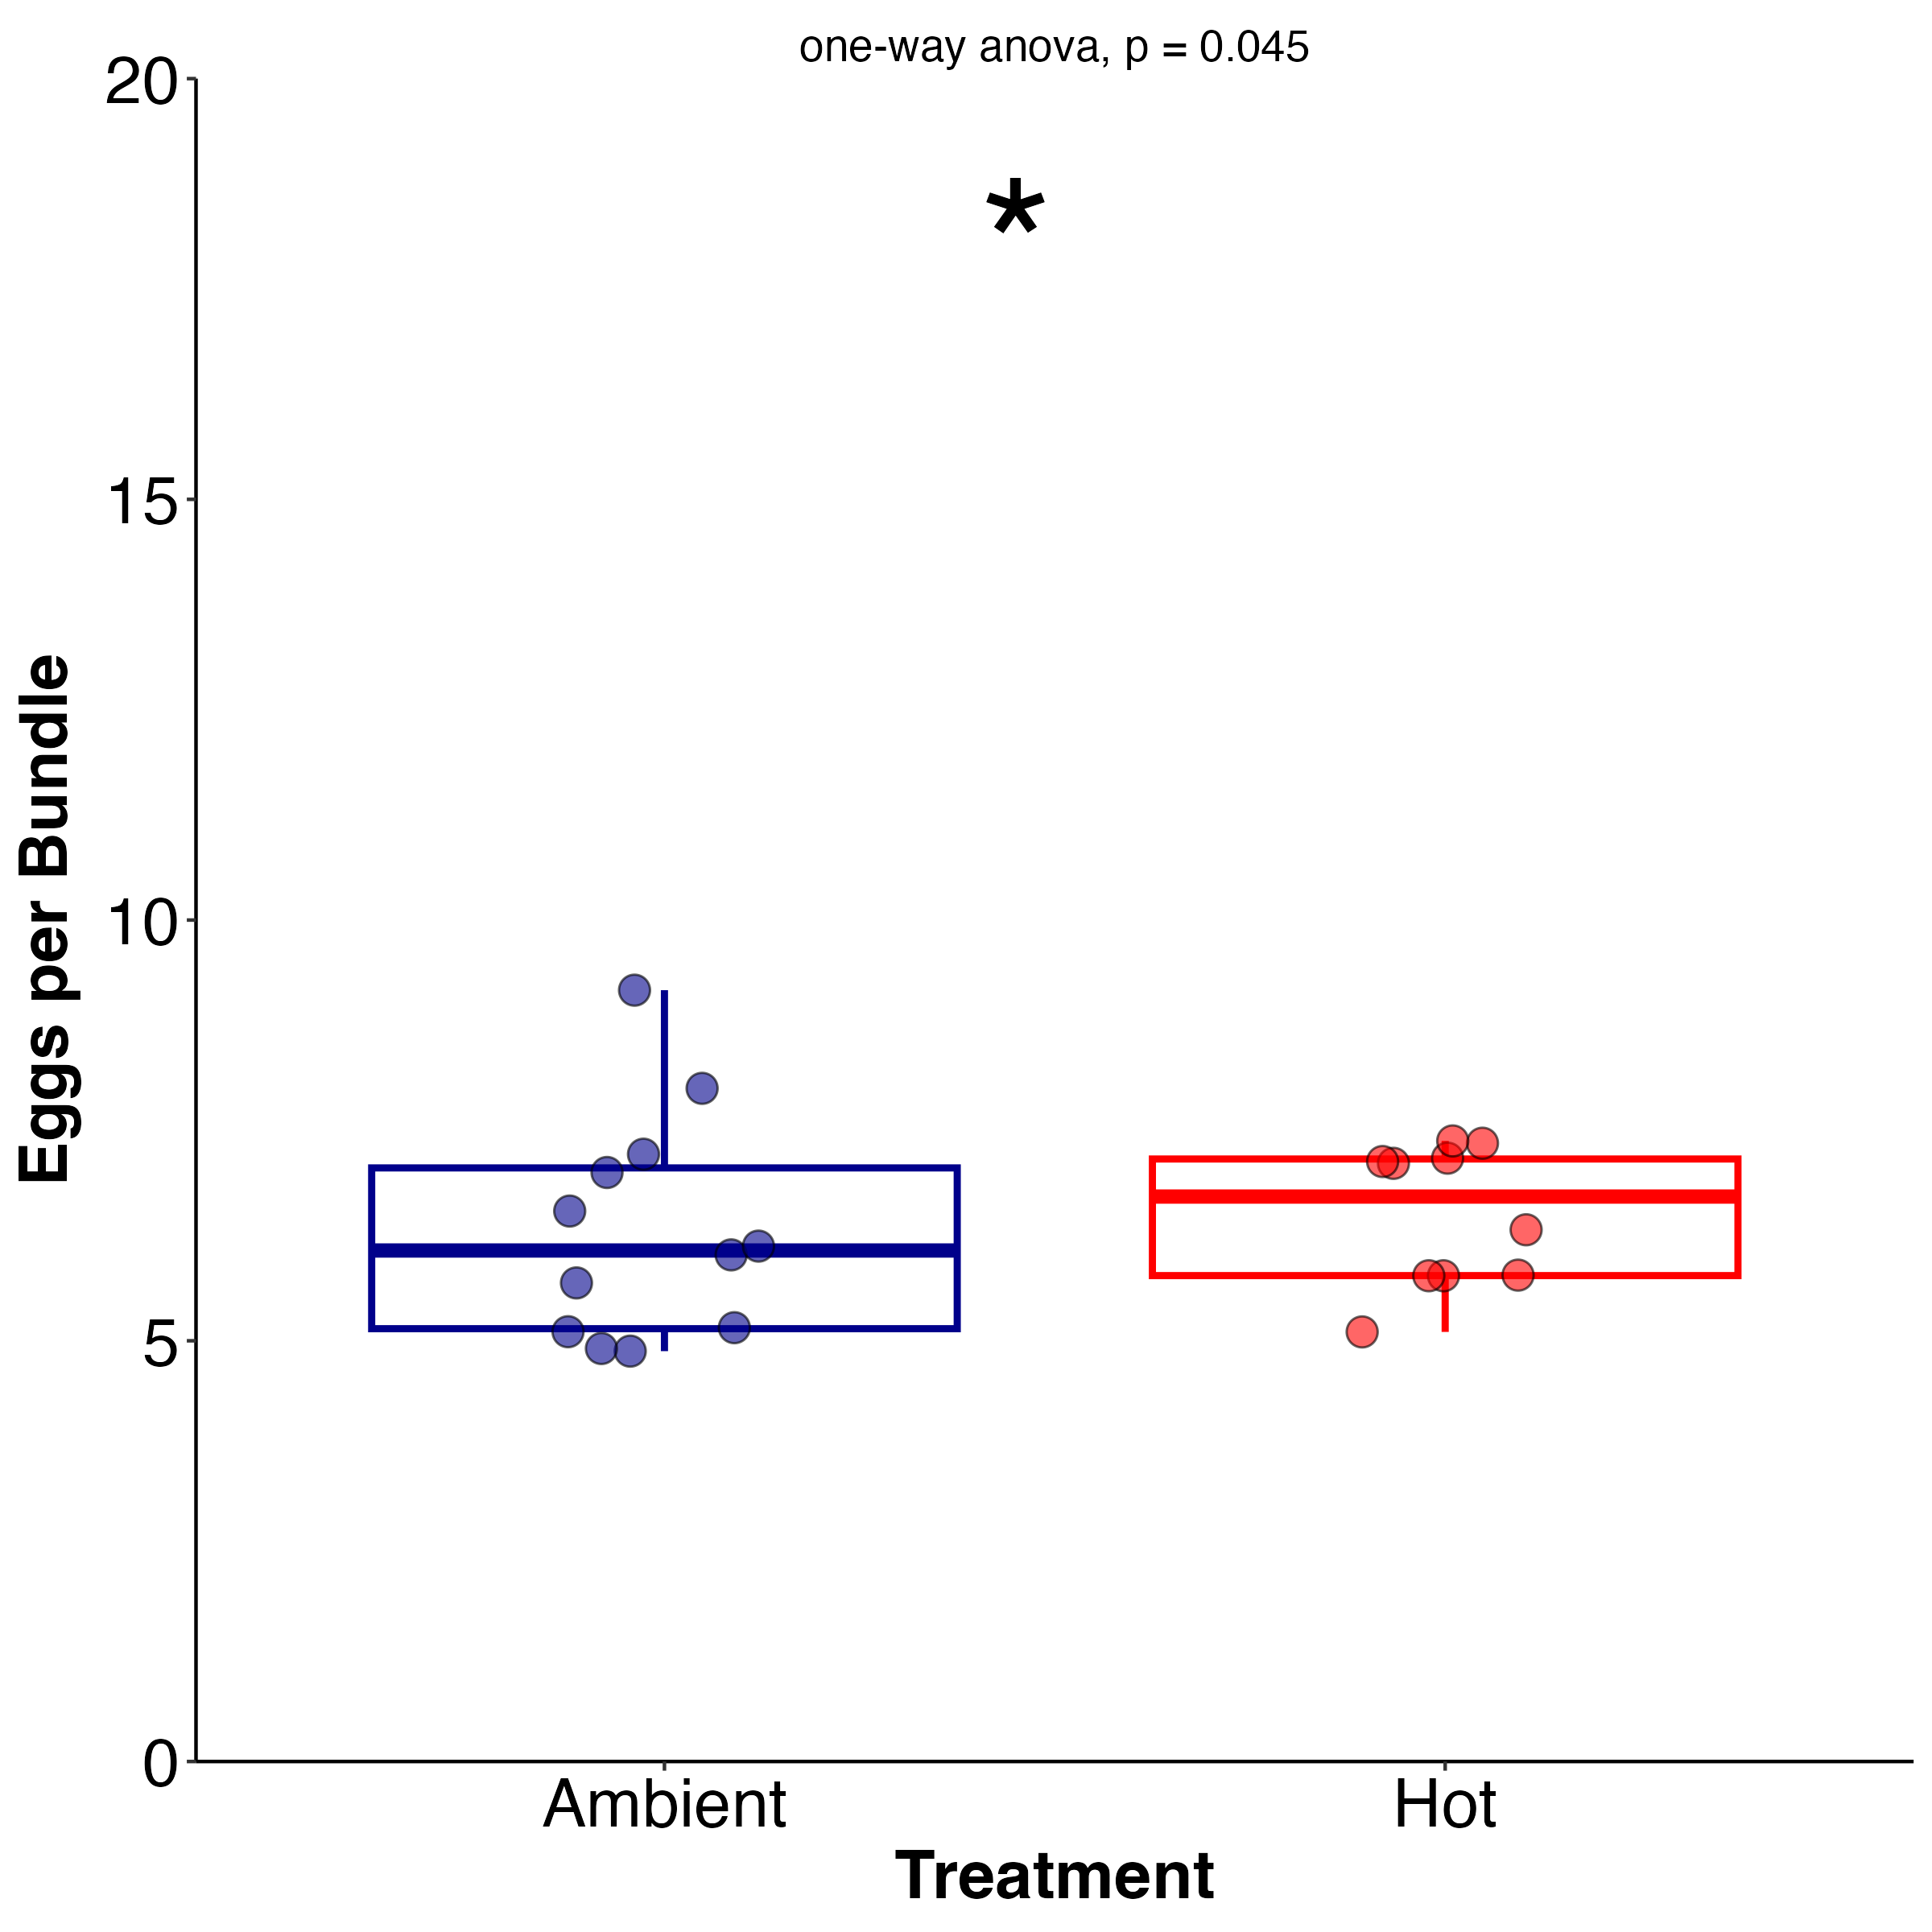 one-way anova, p = 0.045
*
20
15
10
5
0
Eggs per Bundle
Ambient
Hot
Treatment